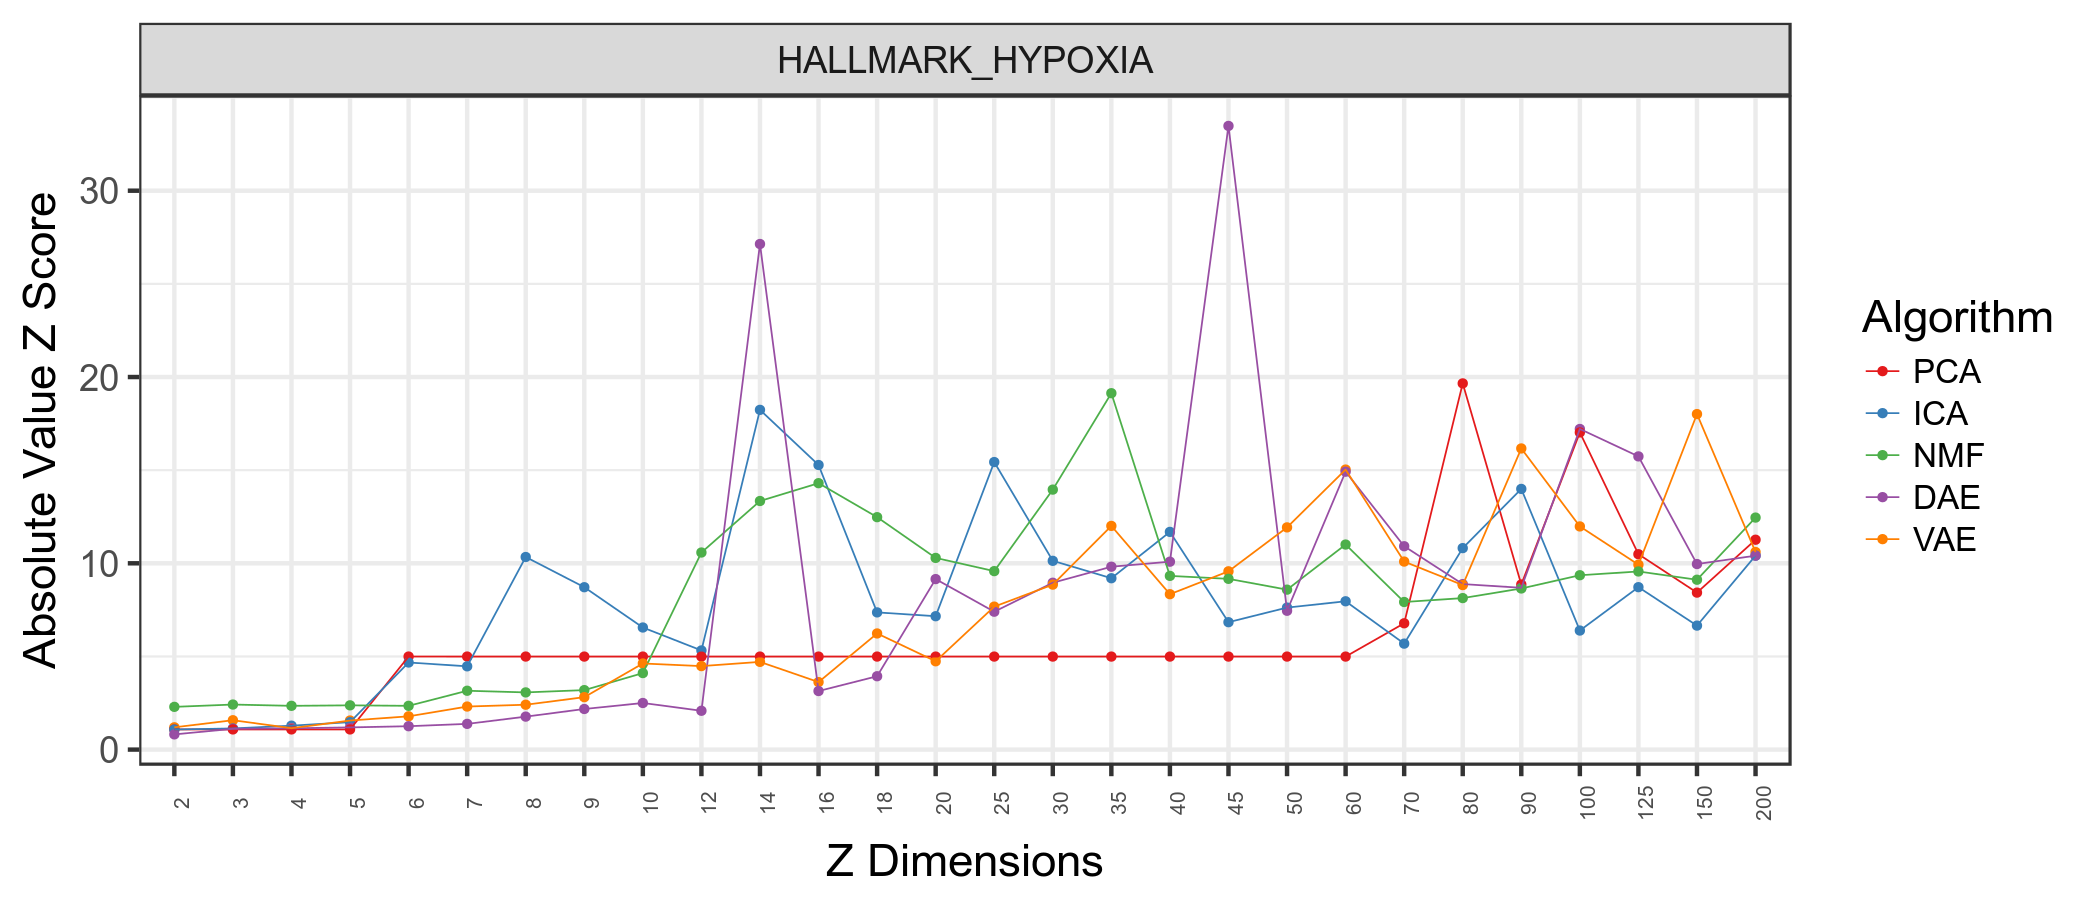 HALLMARK_HYPOXIA
Absolute Value Z Score
30
20
10
0
2 3 4 5 6 7 8 9 10 12 14 16 18 20 25 30 35 40 45 50 60 70 80 90 100 125 150 200
Z Dimensions
Algorithm
PCA
ICA
NMF
DAE
VAE